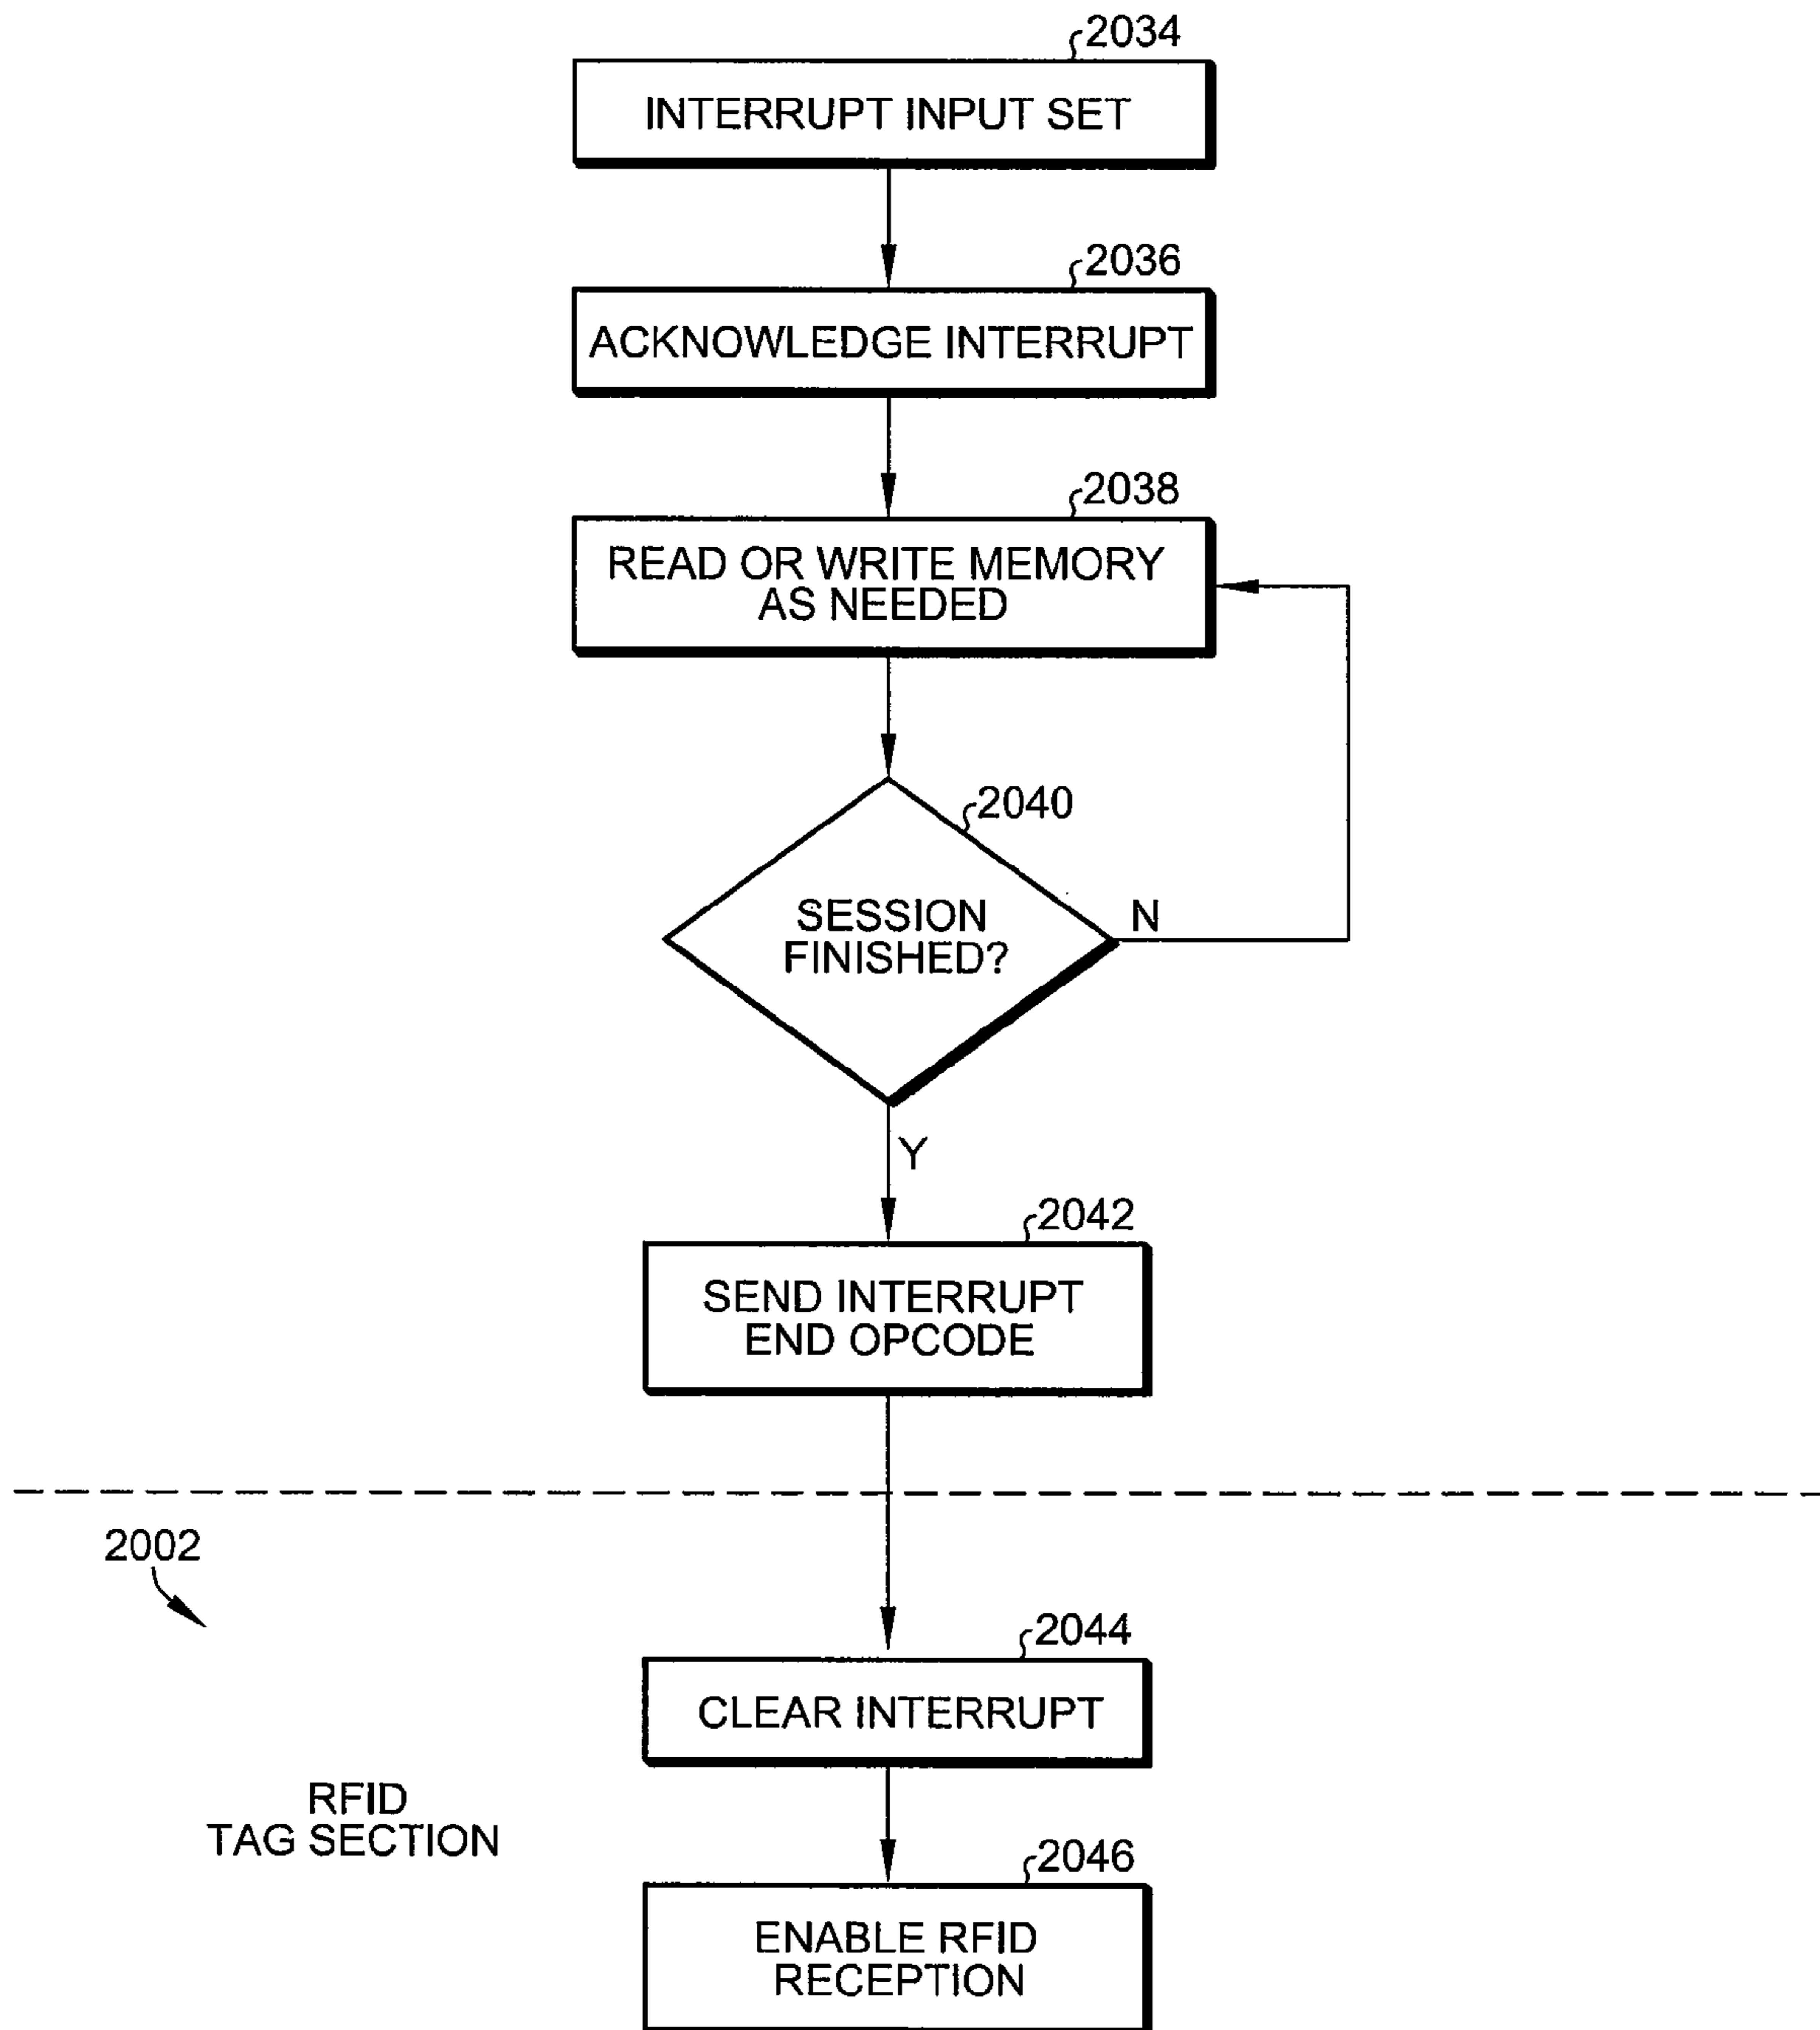 2034
INTERRUPT INPUT SET
2036
ACKNOWLEDGE INTERRUPT
2038
READ OR WRITE MEMORY
AS NEEDED
2040
SESSION
FINISHED?
N
Y
2042
SEND INTERRUPT
END OPCODE
2002
2044
CLEAR INTERRUPT
RFID
TAG SECTION
2046
ENABLE RFID
RECEPTION